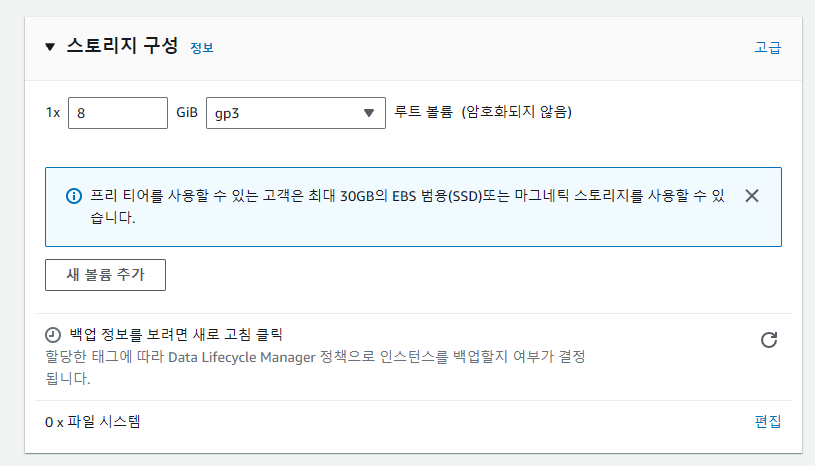 스토리지 구성 정보 고급
1x 8 GiB gp3 루트 볼륨 (암호화되지 않음)
프리 티어를 사용할 수 있는 고객은 최대 30GB의 EBS 범용(SSD)또는 마그네틱 스토리지를 사용할 수 있
습니다.
새 볼륨 추가
백업 정보를 보려면 새로 고침 클릭
할당한 태그에 따라 Data Lifecycle Manager 정책으로 인스턴스를 백업할지 여부가 결정
됩니다.
0 x 파일 시스템 편집